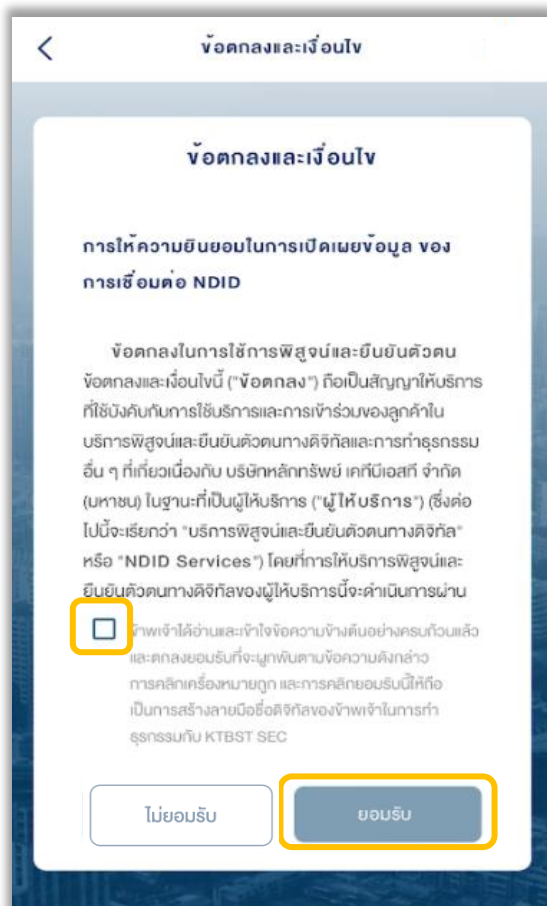 ข้อตกลงและเงื่อนไข
ข้อตกลงและเงื่อนไข
การให้ความยินยอมในการเปิดเผยข้อมูล ของ
การเชื่อมต่อ NDID
ข้อตกลงในการใช้การพิสูจน์และยืนยันตัวตน
ข้อตกลงและเงื่อนไขนี้ ("ข้อตกลง") ถือเป็นสัญญาให้บริการ
ที่ใช้บังคับกับการใช้บริการและการเข้าร่วมของลูกค้าใน
บริการพิสูจน์และยืนยันตัวตนทางดิจิทัลและการทำธุรกรรม
อื่น ๆ ที่เกี่ยวเนื่องกับ บริษัทหลักทรัพย์ เคทีบีเอสที จำกัด
(มหาชน) ในฐานะที่เป็นผู้ให้บริการ ("ผู้ให้บริการ") (ซึ่งต่อ
ไปนี้จะเรียกว่า "บริการพิสูจน์และยืนยันตัวตนทางดิจิทัล"
หรือ "NDID Services") โดยที่การให้บริการพิสูจน์และ
ยืนยันตัวตนทางดิจิทัลของผู้ให้บริการนี้จะดำเนินการผ่าน
ข้าพเจ้าได้อ่านและเข้าใจข้อความข้างต้นอย่างครบถ้วนแล้ว
และตกลงยอมรับที่จะผูกพันตามข้อความดังกล่าว
การคลิกเครื่องหมายถูก และการคลิกยอมรับนี้ให้ถือ
เป็นการสร้างลายมือชื่อดิจิทัลของข้าพเจ้าในการทำ
ธุรกรรมกับ KTBST SEC
ไม่ยอมรับ
ยอมรับ